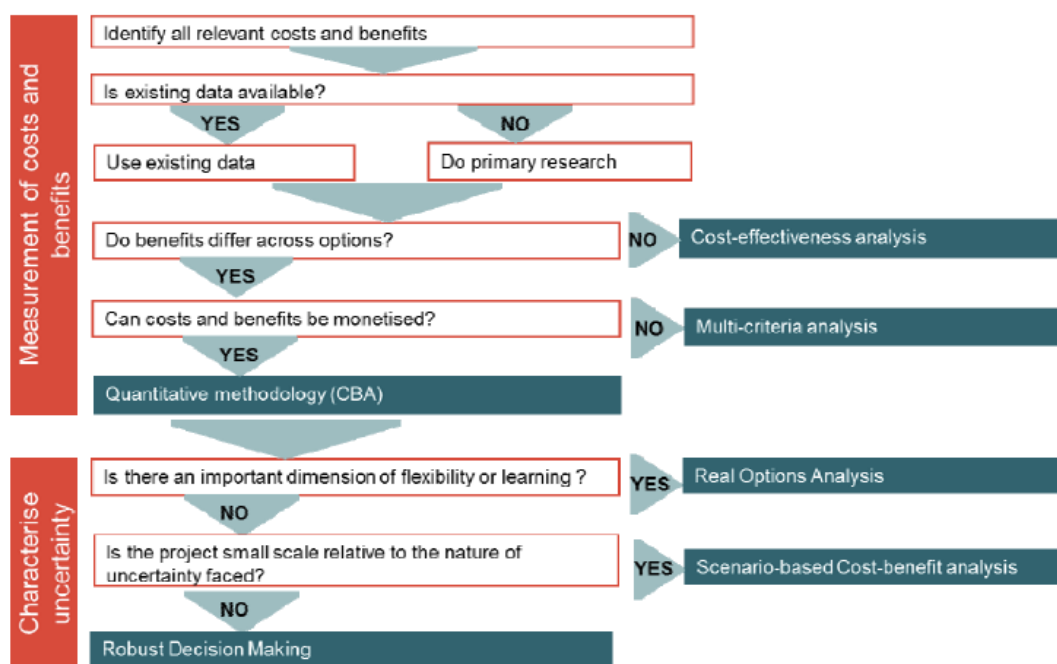 Measurement of costs and
benefits
Identify all relevant costs and benefits
Is existing data available?
YES
NO
Use existing data
Do primary research
Do benefits differ across options?
NO
Cost-effectiveness analysis
YES
Can costs and benefits be monetised?
NO
Multi-criteria analysis
YES
Quantitative methodology (CBA)
Characterise
uncertainty
Is there an important dimension of flexibility or learning ?
YES
Real Options Analysis
NO
Is the project small scale relative to the nature of
uncertainty faced?
YES
Scenario-based Cost-benefit analysis
NO
Robust Decision Making